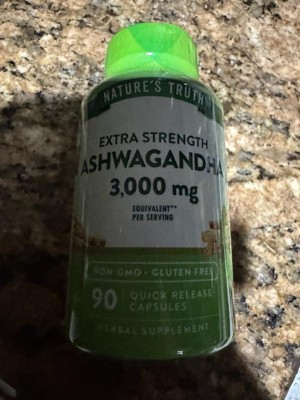 NATURE'S TRUTH
EXTRA STRENGTH
ASHWAGANDHA
3,000 mg
EQUIVALENT**
PER SERVING
NON-GMO • GLUTEN FREE
90 QUICK RELEASE
CAPSULES
HERBAL SUPPLEMENT